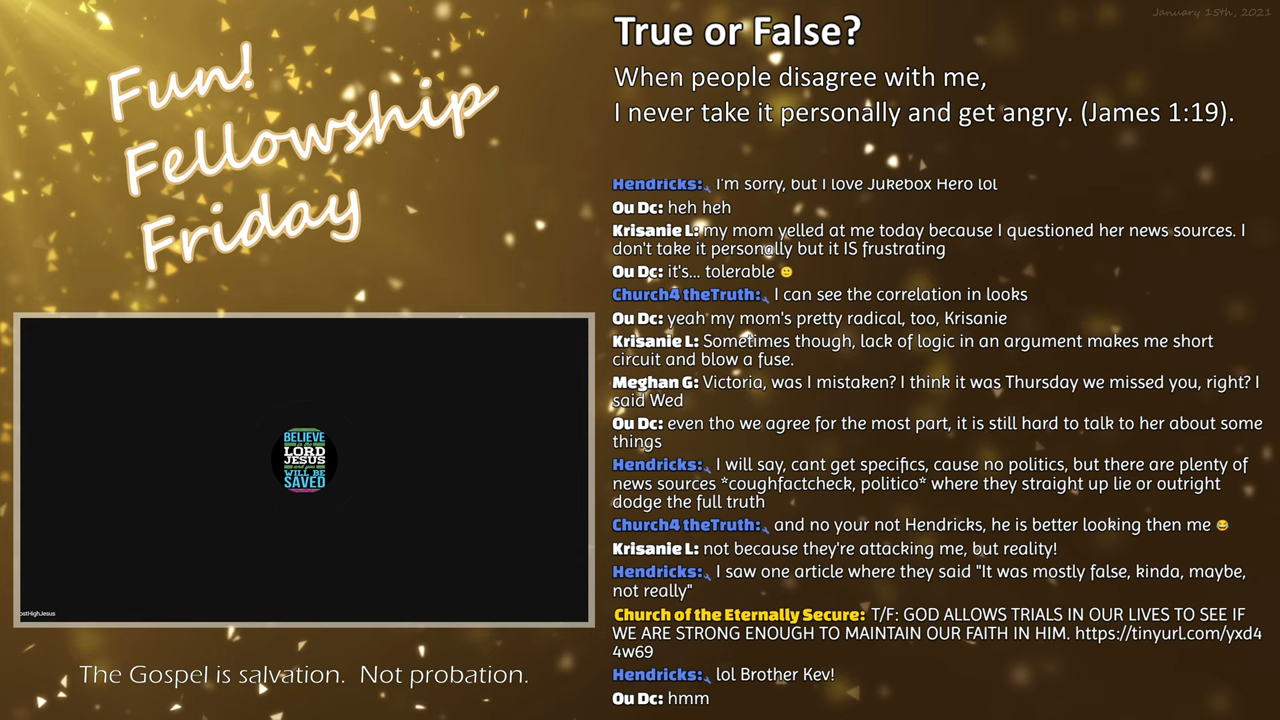 January 15th, 2021
Fun!
Fellowship
Friday
True or False?
When people disagree with me,
I never take it personally and get angry. (James 1:19).
Hendricks: I'm sorry, but I love Jukebox Hero lol
Ou Dc: heh heh
Krisanie L: my mom yelled at me today because I questioned her news sources. I
don't take it personally but it IS frustrating
Ou Dc: it's... tolerable 🙂
Church4 theTruth: I can see the correlation in looks
Ou Dc: yeah my mom's pretty radical, too, Krisanie
Krisanie L: Sometimes though, lack of logic in an argument makes me short
circuit and blow a fuse.
Meghan G: Victoria, was I mistaken? I think it was Thursday we missed you, right? I
said Wed
Ou Dc: even tho we agree for the most part, it is still hard to talk to her about some
things
Hendricks: I will say, cant get specifics, cause no politics, but there are plenty of
news sources *coughfactcheck, politico* where they straight up lie or outright
dodge the full truth
Church4 theTruth: and no your not Hendricks, he is better looking then me 😂
Krisanie L: not because they're attacking me, but reality!
Hendricks: I saw one article where they said "It was mostly false, kinda, maybe,
not really"
Church of the Eternally Secure: T/F: GOD ALLOWS TRIALS IN OUR LIVES TO SEE IF
WE ARE STRONG ENOUGH TO MAINTAIN OUR FAITH IN HIM. https://tinyurl.com/yxd4
4w69
Hendricks: lol Brother Kev!
Ou Dc: hmm
BELIEVE
LORD
JESUS
and you
WILL BE
SAVED
ostHighJesus
The Gospel is salvation. Not probation.